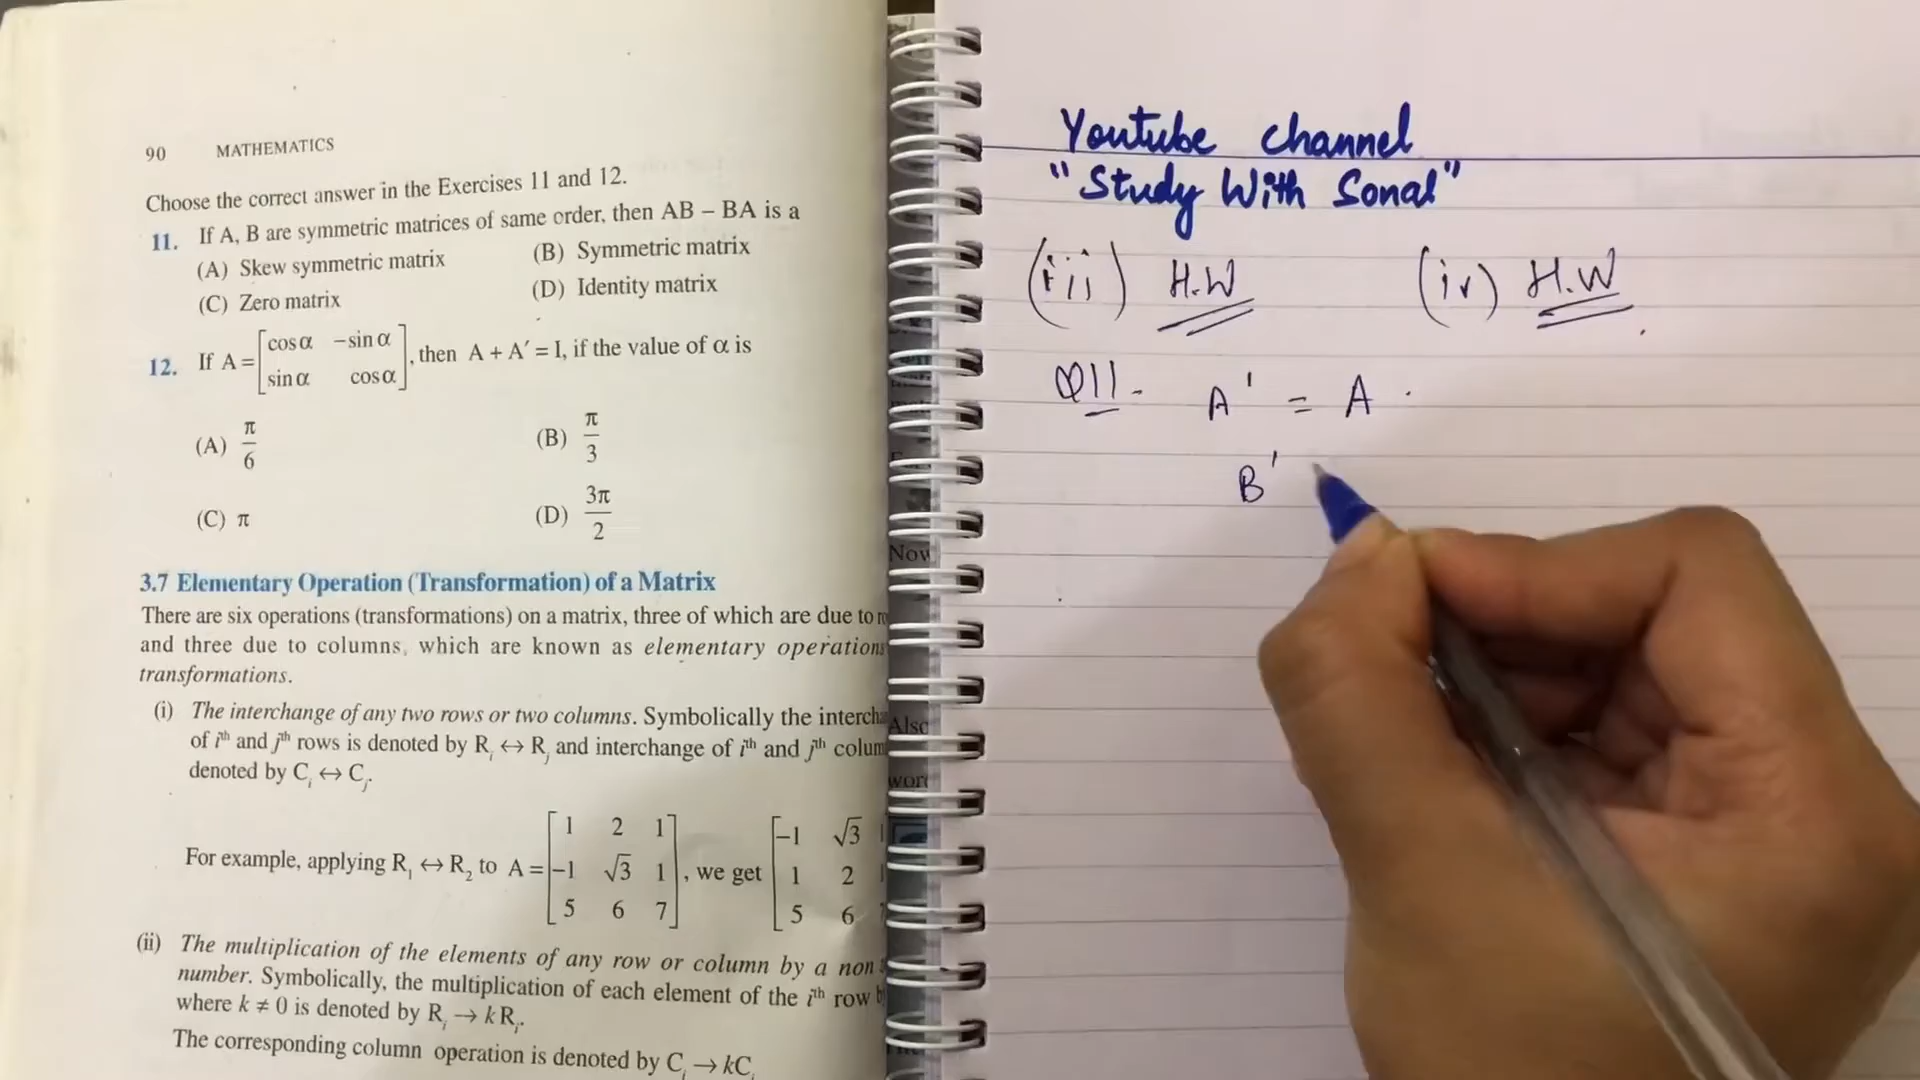 90 MATHEMATICS
Choose the correct answer in the Exercises 11 and 12.
11. If A, B are symmetric matrices of same order, then AB – BA is a
(A) Skew symmetric matrix (B) Symmetric matrix
(C) Zero matrix (D) Identity matrix
12. If A = [cos α –sin α; sin α cos α], then A + A′ = I, if the value of α is
(A) π/6 (B) π/3
(C) π (D) 3π/2
3.7 Elementary Operation (Transformation) of a Matrix
There are six operations (transformations) on a matrix, three of which are due to
and three due to columns, which are known as elementary operations
transformations.
(i) The interchange of any two rows or two columns. Symbolically the
of iᵗʰ and jᵗʰ rows is denoted by Rᵢ ↔ Rⱼ and interchange of iᵗʰ and jᵗʰ
denoted by Cᵢ ↔ Cⱼ.
For example, applying R₁ ↔ R₂ to A = [1 2 1; –1 √3 1; 5 6 7], we get [–1 √3 1; 1 2; 5 6
(ii) The multiplication of the elements of any row or column by a non
number. Symbolically, the multiplication of each element of the iᵗʰ row
where k ≠ 0 is denoted by Rᵢ → kRᵢ.
The corresponding column operation is denoted by Cᵢ → kCᵢ
Now
Also
Youtube channel
"Study With Sonal"
(iii) H.W (iv) H.W
Q11- A' = A
B'